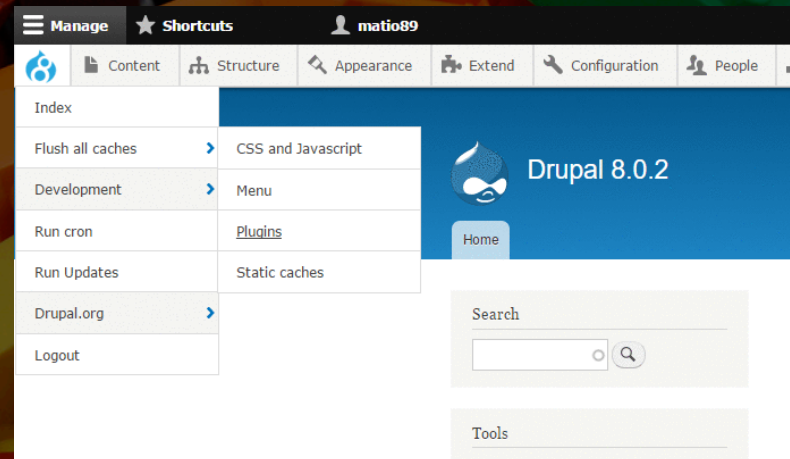 Manage Shortcuts matio89
Content Structure Appearance Extend Configuration People
Index
Flush all caches
Development
Run cron
Run Updates
Drupal.org
Logout
CSS and Javascript
Menu
Plugins
Static caches
Drupal 8.0.2
Home
Search
Tools